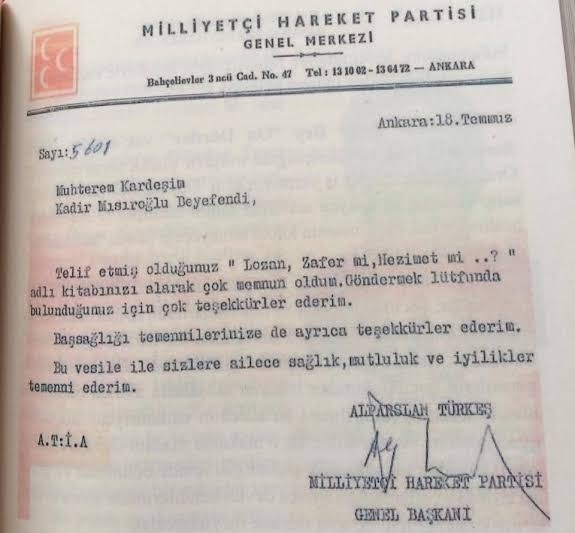 MİLLİYETÇİ HAREKET PARTİSİ
GENEL MERKEZİ
Bahçelievler 3 ncü Cad. No. 47 Tel : 13 10 02 - 13 64 72 — ANKARA
Ankara:18.Temmuz
Sayı:5601
Muhterem Kardeşim
Kadir Mısıroğlu Beyefendi,
Telif etmiş olduğunuz " Lozan, Zafer mi,Hezimet mi ..? "
adlı kitabınızı alarak çok memnun oldum.Göndermek lütfunda
bulunduğunuz için çok teşekkürler ederim.
Başsağlığı temennilerinize de ayrıca teşekkürler ederim.
Bu vesile ile sizlere ailece sağlık,mutluluk ve iyilikler
temenni ederim.
ALPARSLAN TÜRKEŞ
A.T:İ.A
MİLLİYETÇİ HAREKET PARTİSİ
GENEL BAŞKANI